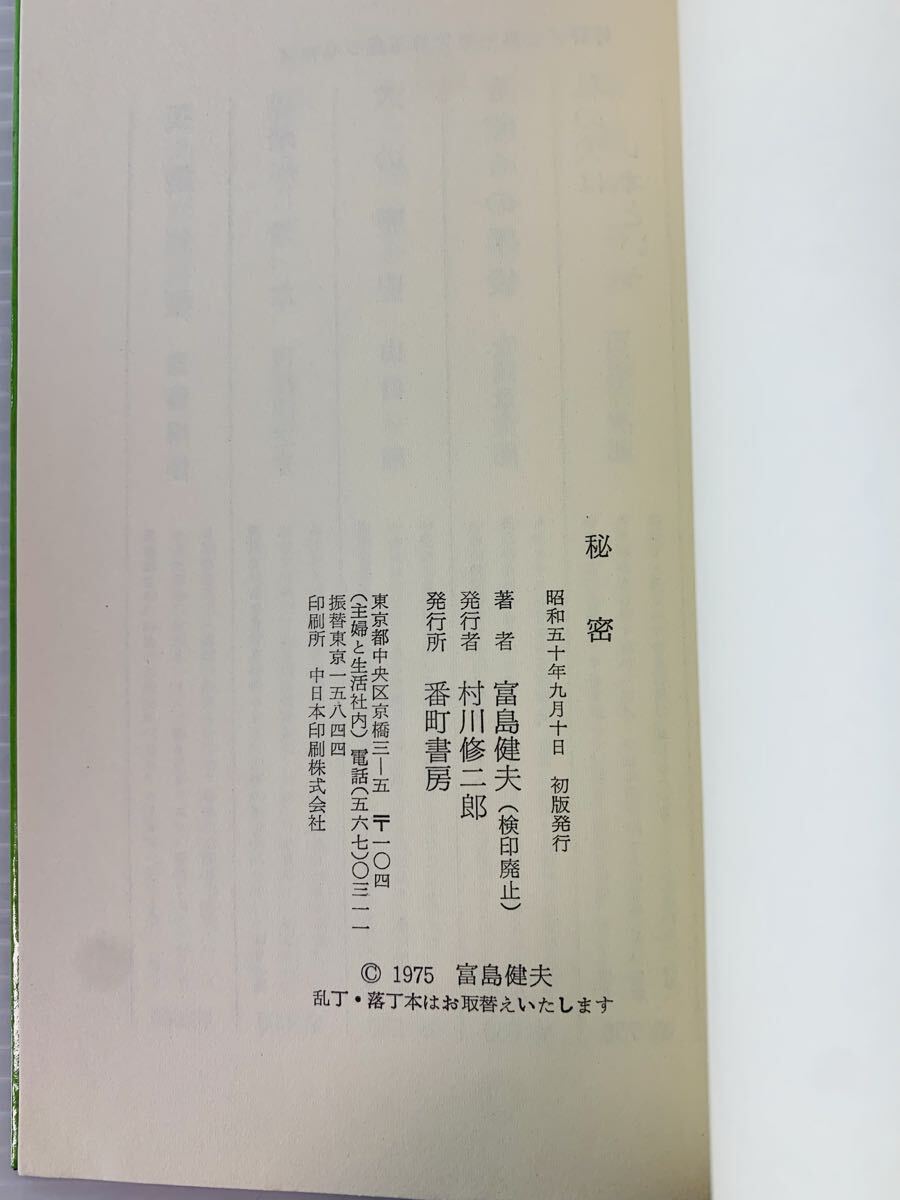 秘密
昭和五十年九月十日 初版発行
著者 富島健夫(検印廃止)
発行者 村川修二郎
発行所 番町書房
東京都中央区京橋三―五 〒一〇四
(主婦と生活社内) 電話(五六七)〇三一一
振替東京一五八四四
印刷所 中日本印刷株式会社
© 1975 富島健夫
乱丁・落丁本はお取替えいたします